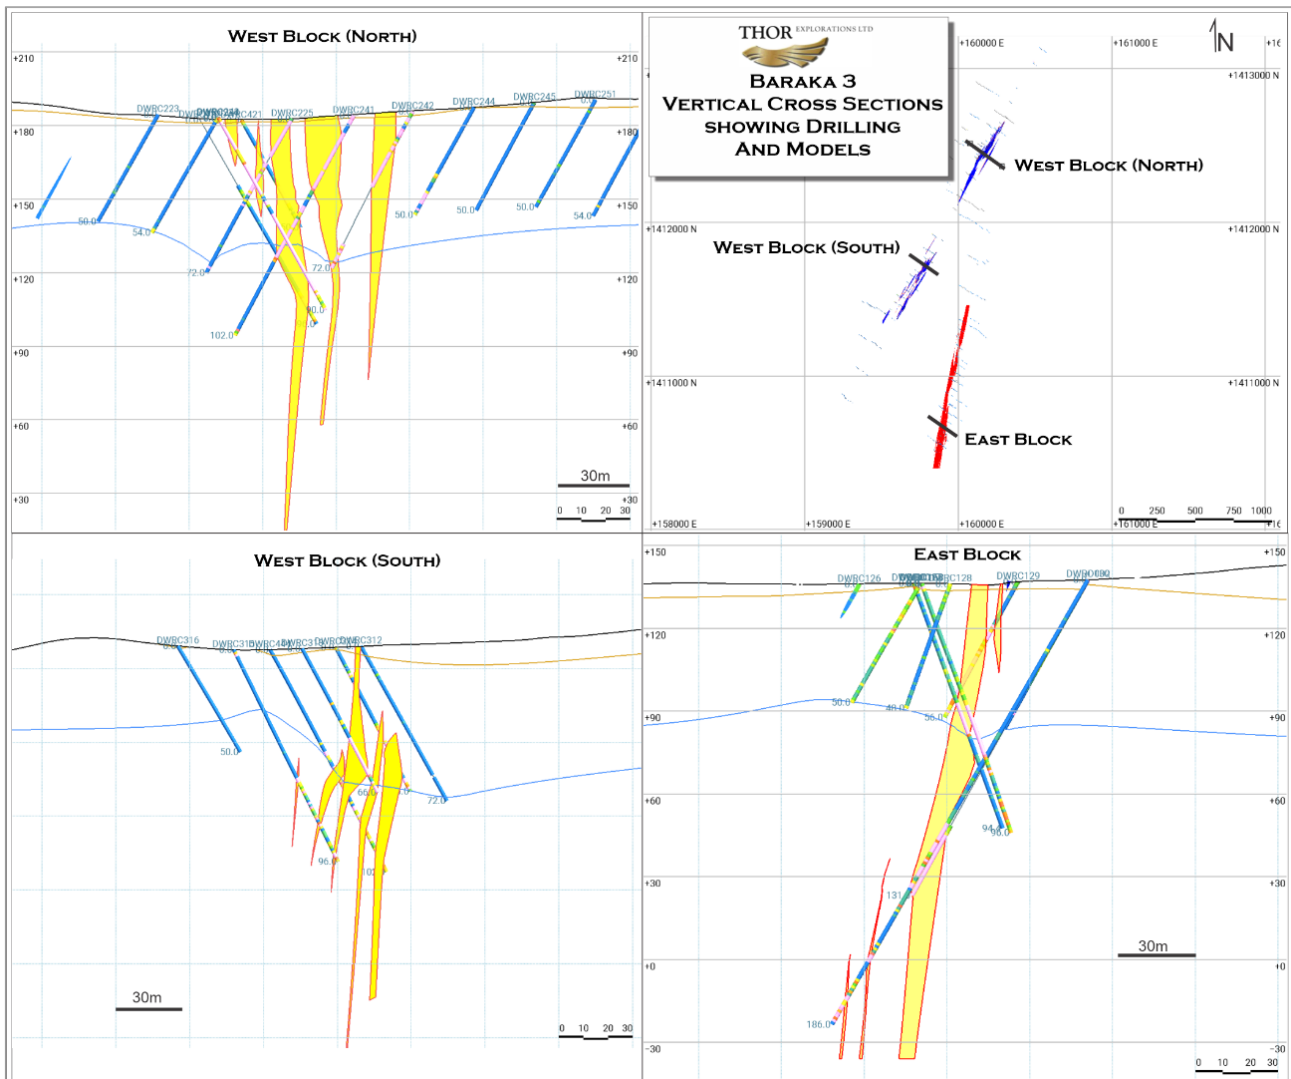 WEST BLOCK (NORTH)
+210
+210
DWRC223
DWRC225
DWRC241
DWRC242
DWRC244
DWRC245
DWRC251
+180
+180
+150
+150
50.0
54.0
72.0
102.0
72.0
90.0
50.0
50.0
50.0
54.0
+120
+120
+90
+90
+60
+60
+30
+30
30m
0 10 20 30
THOR EXPLORATIONS LTD
BARAKA 3
VERTICAL CROSS SECTIONS
SHOWING DRILLING
AND MODELS
N
+160000 E
+161000 E
+1413000 N
WEST BLOCK (NORTH)
+1412000 N
+1412000 N
WEST BLOCK (SOUTH)
+1411000 N
+1411000 N
EAST BLOCK
+158000 E
+159000 E
+160000 E
+161000 E
0 250 500 750 1000
WEST BLOCK (SOUTH)
DWRC316
DWRC312
50.0
96.0
66.0
72.0
30m
0 10 20 30
EAST BLOCK
+150
+150
DWRC126
DWRC128
DWRC129
+120
+120
50.0
48.0
56.0
+90
+90
+60
+60
94.0
96.0
+30
+30
131
30m
+0
+0
186.0
-30
-30
0 10 20 30